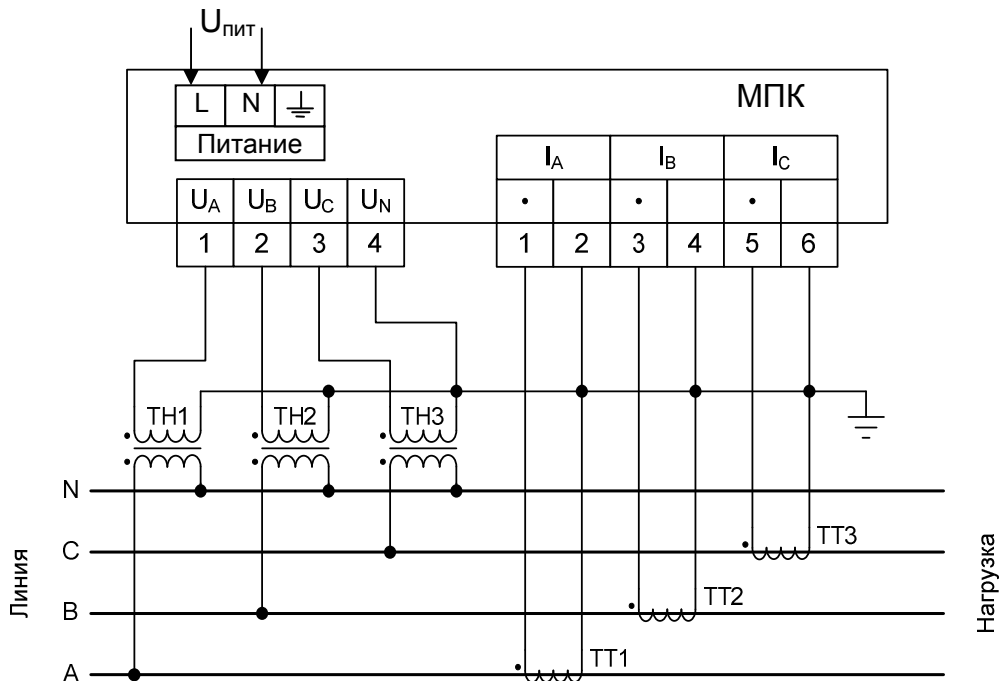 Uпит
МПК
L N
Питание
IA IB IC
• • •
UA UB UC UN
1 2 3 4
1 2 3 4 5 6
ТН1 ТН2 ТН3
N
C
ТТ3
B
ТТ2
A
ТТ1
Линия
Нагрузка